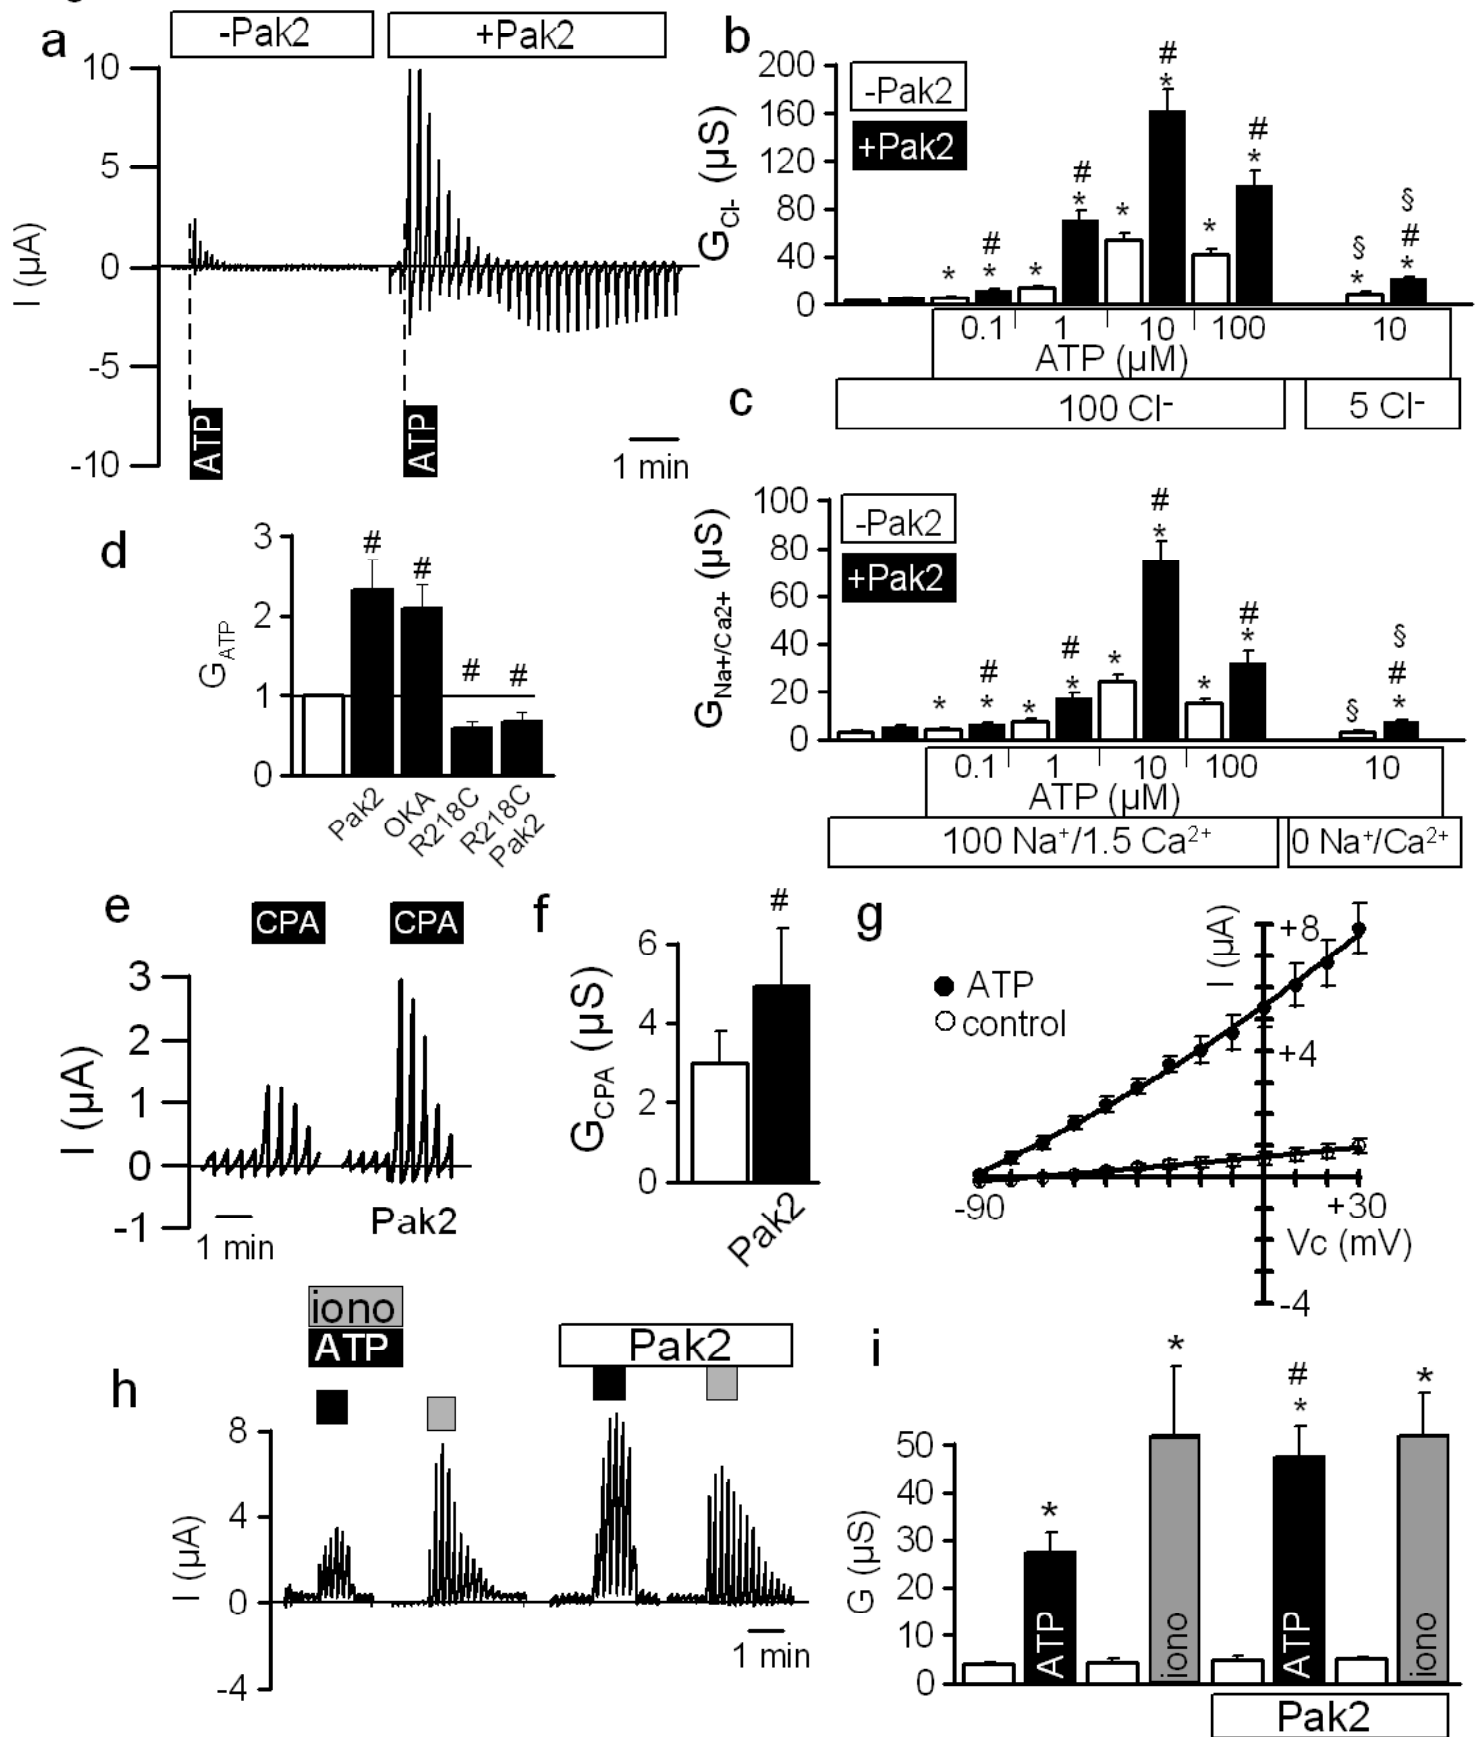 a
-Pak2
+Pak2
10
5
0
-5
-10
I (µA)
ATP
ATP
1 min
b
200
160
120
80
40
0
G_Cl- (µS)
-Pak2
+Pak2
*
#
*
*
#
*
*
#
*
*
#
*
§
*
§
#
*
0.1
1
10
100
10
ATP (µM)
100 Cl-
5 Cl-
c
100
80
60
40
20
0
G_Na+/Ca2+ (µS)
-Pak2
+Pak2
*
#
*
*
#
*
*
#
*
*
#
*
§
§
#
*
0.1
1
10
100
10
ATP (µM)
100 Na⁺/1.5 Ca²⁺
0 Na⁺/Ca²⁺
d
3
2
1
0
G_ATP
#
#
#
#
Pak2
OKA
R218C
R218C
Pak2
e
CPA
CPA
3
2
1
0
-1
I (µA)
1 min
Pak2
f
6
4
2
0
G_CPA (µS)
#
Pak2
g
ATP
control
I (µA)
+8
+4
-4
-90
+30
Vc (mV)
h
iono
ATP
Pak2
8
4
0
-4
I (µA)
1 min
i
50
40
30
20
10
0
G (µS)
*
*
#
*
*
ATP
iono
ATP
iono
Pak2